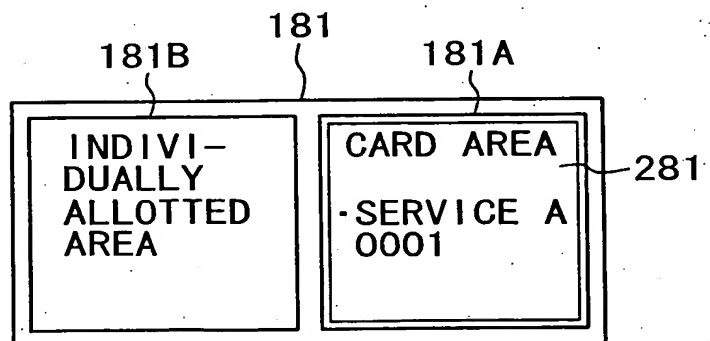 181
181B
181A
INDIVI-
DUALLY
ALLOTTED
AREA
CARD AREA
281
·SERVICE A
0001